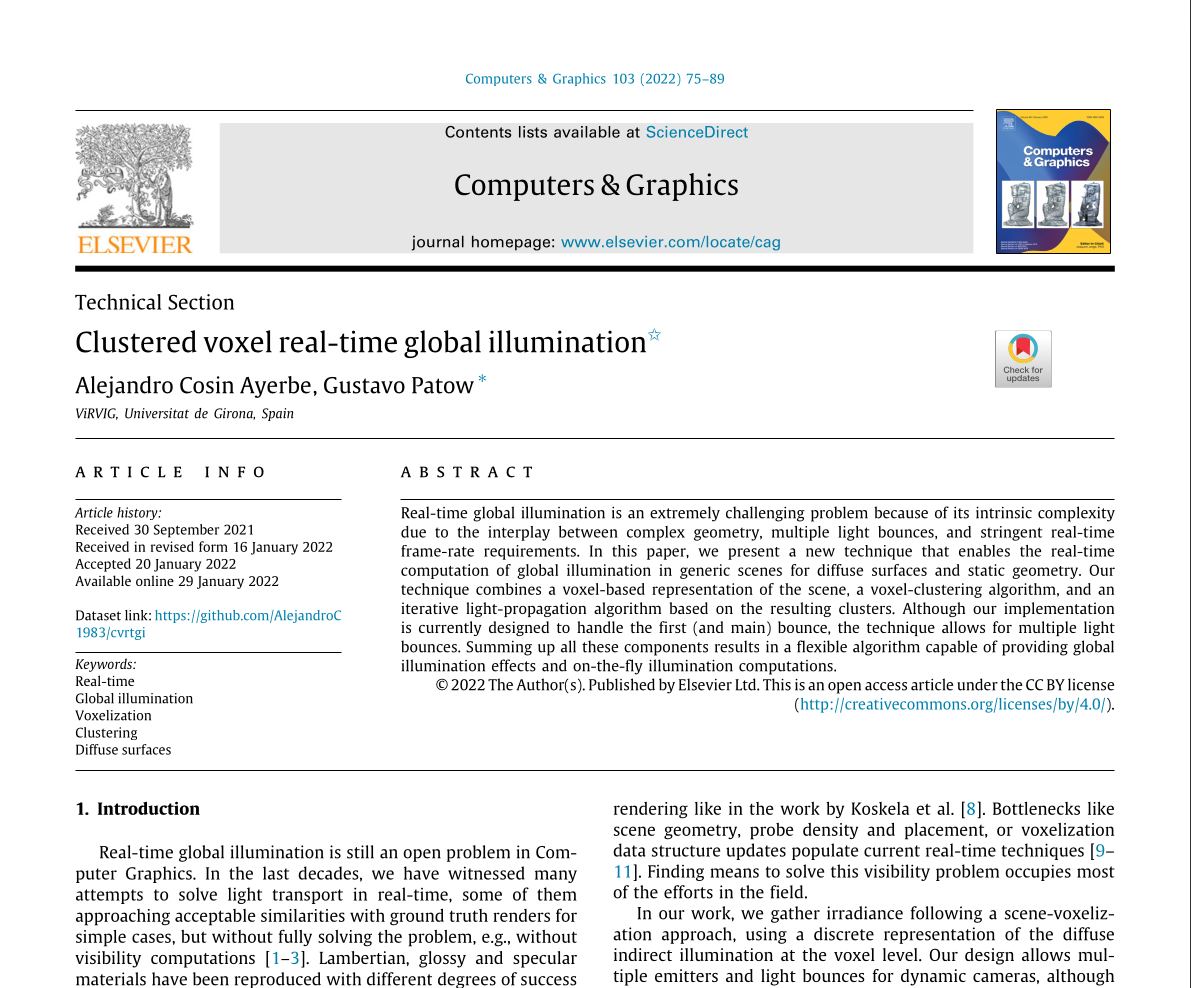 Computers & Graphics 103 (2022) 75–89
Contents lists available at ScienceDirect
Computers & Graphics
journal homepage: www.elsevier.com/locate/cag
ELSEVIER
Computers
& Graphics
Technical Section
Clustered voxel real-time global illumination☆
Alejandro Cosin Ayerbe, Gustavo Patow *
ViRVIG, Universitat de Girona, Spain
Check for
updates
ARTICLE INFO
Article history:
Received 30 September 2021
Received in revised form 16 January 2022
Accepted 20 January 2022
Available online 29 January 2022
Dataset link: https://github.com/AlejandroC
1983/cvrtgi
Keywords:
Real-time
Global illumination
Voxelization
Clustering
Diffuse surfaces
ABSTRACT
Real-time global illumination is an extremely challenging problem because of its intrinsic complexity
due to the interplay between complex geometry, multiple light bounces, and stringent real-time
frame-rate requirements. In this paper, we present a new technique that enables the real-time
computation of global illumination in generic scenes for diffuse surfaces and static geometry. Our
technique combines a voxel-based representation of the scene, a voxel-clustering algorithm, and an
iterative light-propagation algorithm based on the resulting clusters. Although our implementation
is currently designed to handle the first (and main) bounce, the technique allows for multiple light
bounces. Summing up all these components results in a flexible algorithm capable of providing global
illumination effects and on-the-fly illumination computations.
© 2022 The Author(s). Published by Elsevier Ltd. This is an open access article under the CC BY license
(http://creativecommons.org/licenses/by/4.0/).
1. Introduction
Real-time global illumination is still an open problem in Com-
puter Graphics. In the last decades, we have witnessed many
attempts to solve light transport in real-time, some of them
approaching acceptable similarities with ground truth renders for
simple cases, but without fully solving the problem, e.g., without
visibility computations [1–3]. Lambertian, glossy and specular
materials have been reproduced with different degrees of success
rendering like in the work by Koskela et al. [8]. Bottlenecks like
scene geometry, probe density and placement, or voxelization
data structure updates populate current real-time techniques [9–
11]. Finding means to solve this visibility problem occupies most
of the efforts in the field.
In our work, we gather irradiance following a scene-voxeliz-
ation approach, using a discrete representation of the diffuse
indirect illumination at the voxel level. Our design allows mul-
tiple emitters and light bounces for dynamic cameras, although